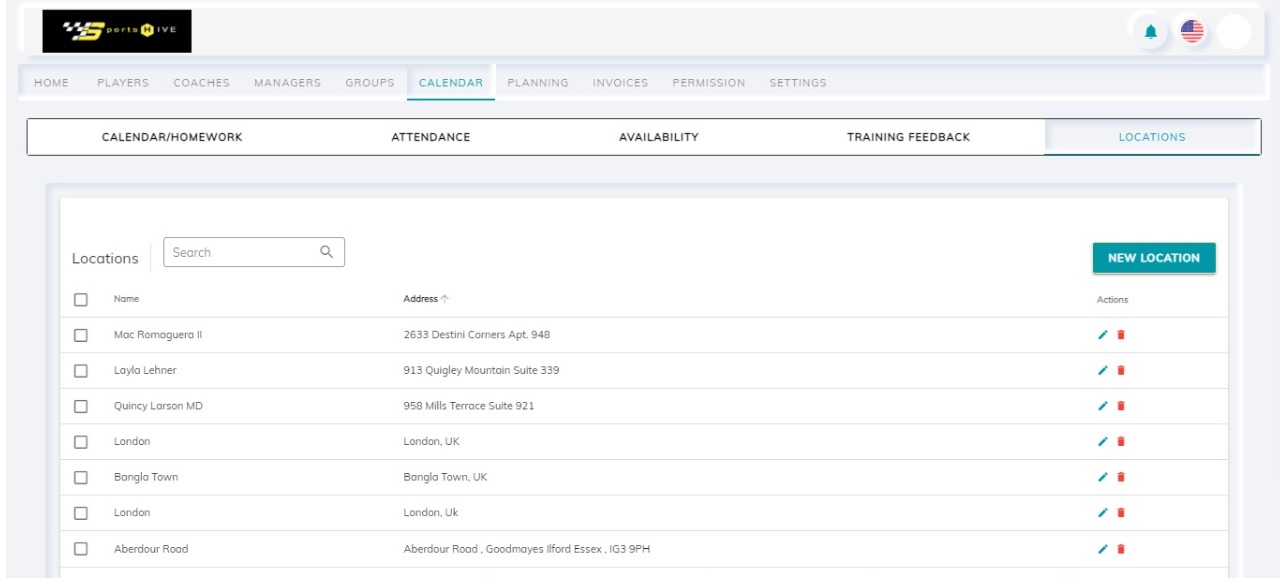 Sports HIVE
HOME PLAYERS COACHES MANAGERS GROUPS CALENDAR PLANNING INVOICES PERMISSION SETTINGS
CALENDAR/HOMEWORK ATTENDANCE AVAILABILITY TRAINING FEEDBACK LOCATIONS
Locations Search NEW LOCATION
Name Address Actions
Mac Romaguera II 2633 Destini Corners Apt. 948
Layla Lehner 913 Quigley Mountain Suite 339
Quincy Larson MD 958 Mills Terrace Suite 921
London London, UK
Bangla Town Bangla Town, UK
London London, Uk
Aberdour Road Aberdour Road , Goodmayes Ilford Essex , IG3 9PH